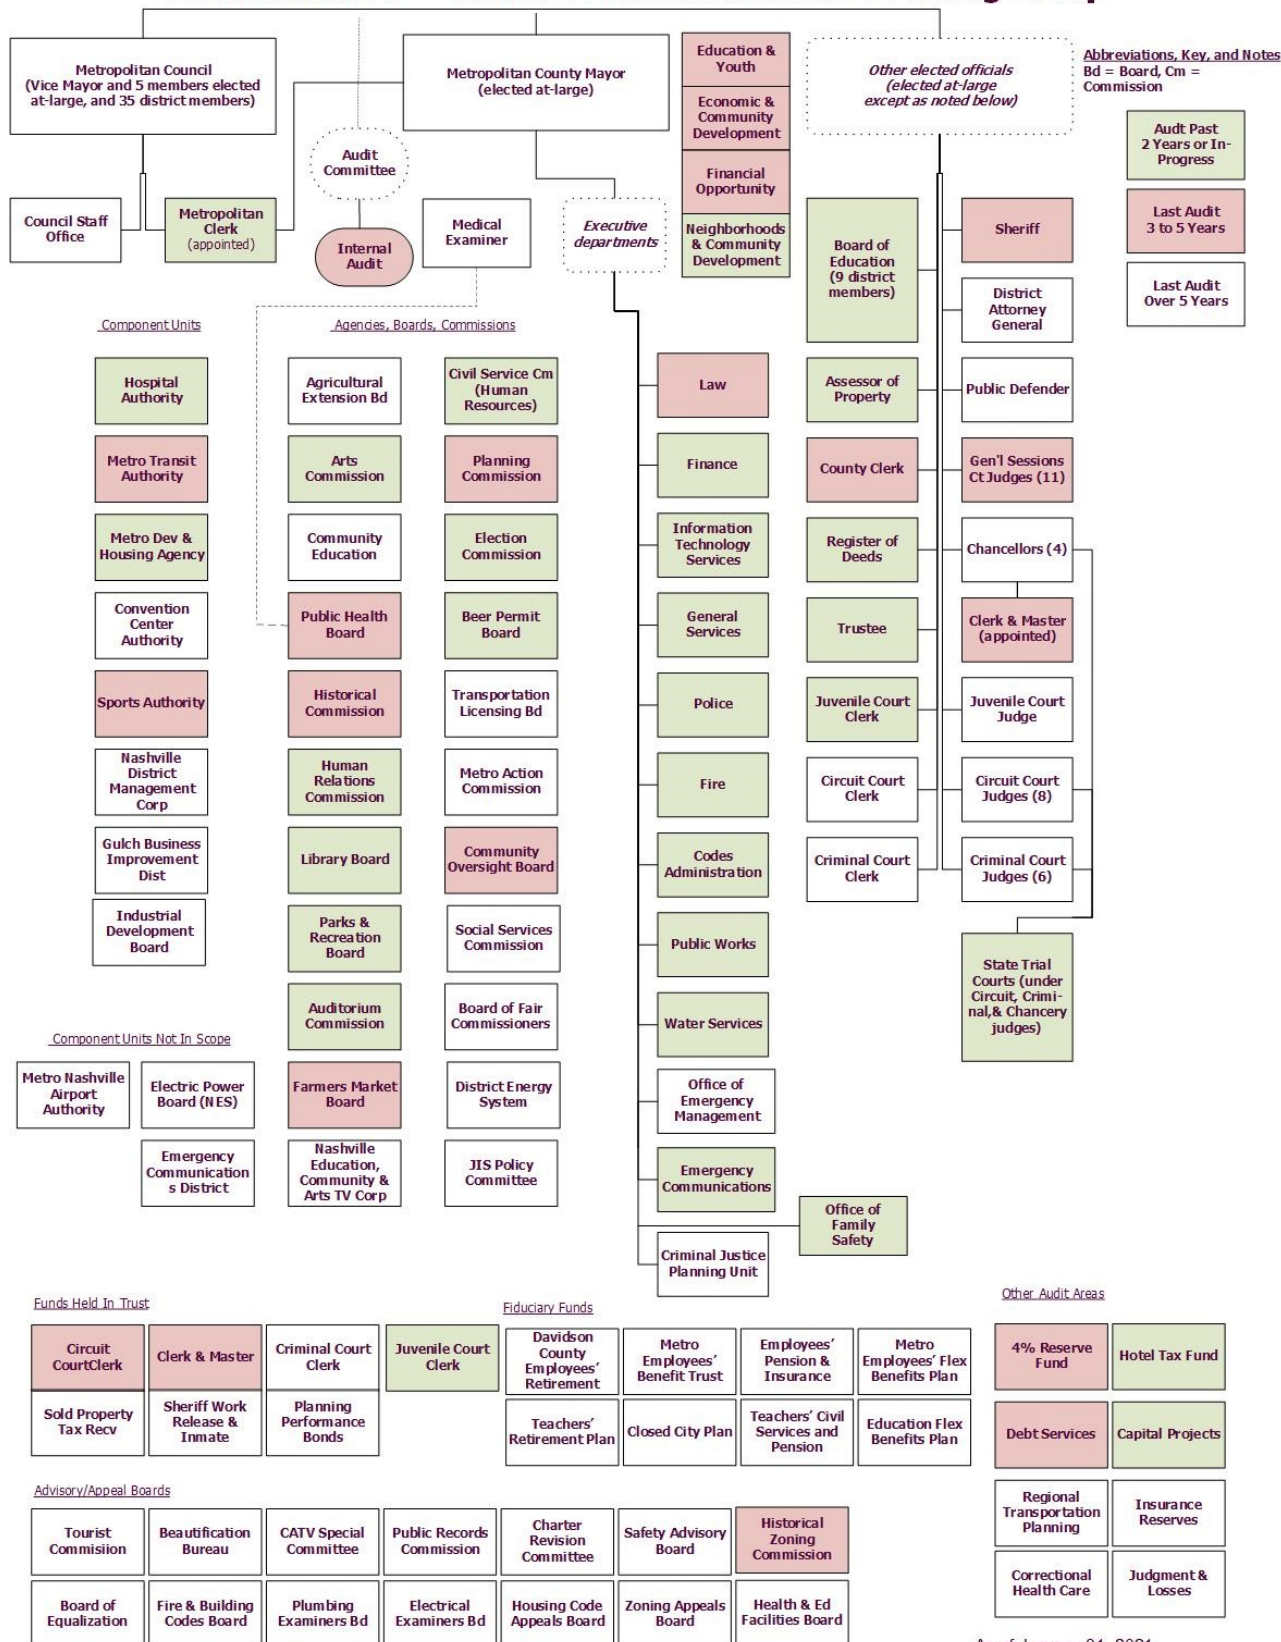 Metropolitan Council
(Vice Mayor and 5 members elected
at-large, and 35 district members)
Metropolitan County Mayor
(elected at-large)
Education &
Youth
Economic &
Community
Development
Financial
Opportunity
Neighborhoods
& Community
Development
Other elected officials
(elected at-large
except as noted below)
Abbreviations, Key, and Notes
Bd = Board, Cm =
Commission
Audt Past
2 Years or In-
Progress
Last Audit
3 to 5 Years
Last Audit
Over 5 Years
Audit
Committee
Council Staff
Office
Metropolitan
Clerk
(appointed)
Internal
Audit
Medical
Examiner
Executive
departments
Board of
Education
(9 district
members)
Sheriff
District
Attorney
General
Component Units
Agencies, Boards, Commissions
Hospital
Authority
Metro Transit
Authority
Metro Dev &
Housing Agency
Convention
Center
Authority
Sports Authority
Nashville
District
Management
Corp
Gulch Business
Improvement
Dist
Industrial
Development
Board
Agricultural
Extension Bd
Arts
Commission
Community
Education
Public Health
Board
Historical
Commission
Human
Relations
Commission
Library Board
Parks &
Recreation
Board
Auditorium
Commission
Farmers Market
Board
Nashville
Education,
Community &
Arts TV Corp
Civil Service Cm
(Human
Resources)
Planning
Commission
Election
Commission
Beer Permit
Board
Transportation
Licensing Bd
Metro Action
Commission
Community
Oversight Board
Social Services
Commission
Board of Fair
Commissioners
District Energy
System
JIS Policy
Committee
Law
Finance
Information
Technology
Services
General
Services
Police
Fire
Codes
Administration
Public Works
Water Services
Office of
Emergency
Management
Emergency
Communications
Office of
Family
Safety
Criminal Justice
Planning Unit
Assessor of
Property
County Clerk
Register of
Deeds
Trustee
Juvenile Court
Clerk
Circuit Court
Clerk
Criminal Court
Clerk
Public Defender
Gen'l Sessions
Ct Judges (11)
Chancellors (4)
Clerk & Master
(appointed)
Juvenile Court
Judge
Circuit Court
Judges (8)
Criminal Court
Judges (6)
State Trial
Courts (under
Circuit, Crimi-
nal,& Chancery
judges)
Component Units Not In Scope
Metro Nashville
Airport
Authority
Electric Power
Board (NES)
Emergency
Communication
s District
Funds Held In Trust
Circuit
CourtClerk
Clerk & Master
Criminal Court
Clerk
Juvenile Court
Clerk
Sold Property
Tax Recv
Sheriff Work
Release &
Inmate
Planning
Performance
Bonds
Fiduciary Funds
Davidson
County
Employees'
Retirement
Metro
Employees'
Benefit Trust
Employees'
Pension &
Insurance
Metro
Employees' Flex
Benefits Plan
Teachers'
Retirement Plan
Closed City Plan
Teachers' Civil
Services and
Pension
Education Flex
Benefits Plan
Other Audit Areas
4% Reserve
Fund
Hotel Tax Fund
Debt Services
Capital Projects
Regional
Transportation
Planning
Insurance
Reserves
Correctional
Health Care
Judgment &
Losses
Advisory/Appeal Boards
Tourist
Commisiion
Beautification
Bureau
CATV Special
Committee
Public Records
Commission
Charter
Revision
Committee
Safety Advisory
Board
Historical
Zoning
Commission
Board of
Equalization
Fire & Building
Codes Board
Plumbing
Examiners Bd
Electrical
Examiners Bd
Housing Code
Appeals Board
Zoning Appeals
Board
Health & Ed
Facilities Board